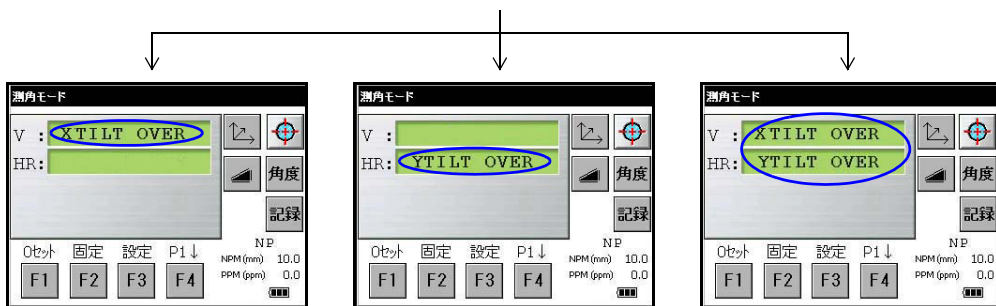 測角モード
V : XTILT OVER
HR:
角度
記録
0セット 固定 設定 P1↓
NP
NPM(mm) 10.0
PPM (ppm) 0.0
F1 F2 F3 F4
測角モード
V :
HR: YTILT OVER
角度
記録
0セット 固定 設定 P1↓
NP
NPM(mm) 10.0
PPM (ppm) 0.0
F1 F2 F3 F4
測角モード
V : XTILT OVER
HR: YTILT OVER
角度
記録
0セット 固定 設定 P1↓
NP
NPM(mm) 10.0
PPM (ppm) 0.0
F1 F2 F3 F4